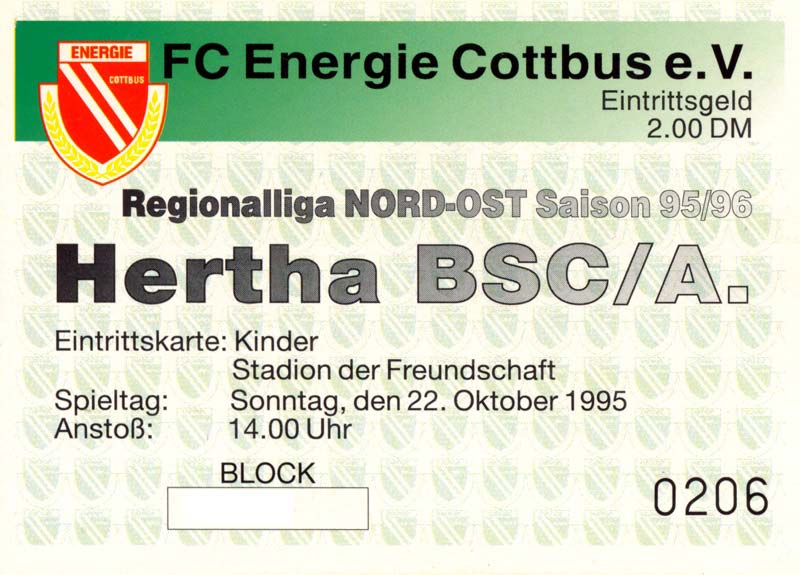 ENERGIE
COTTBUS
FC Energie Cottbus e.V.
Eintrittsgeld
2.00 DM
Regionalliga NORD-OST Saison 95/96
Hertha BSC/A.
Eintrittskarte: Kinder
Stadion der Freundschaft
Spieltag: Sonntag, den 22. Oktober 1995
Anstoß: 14.00 Uhr
BLOCK
0206